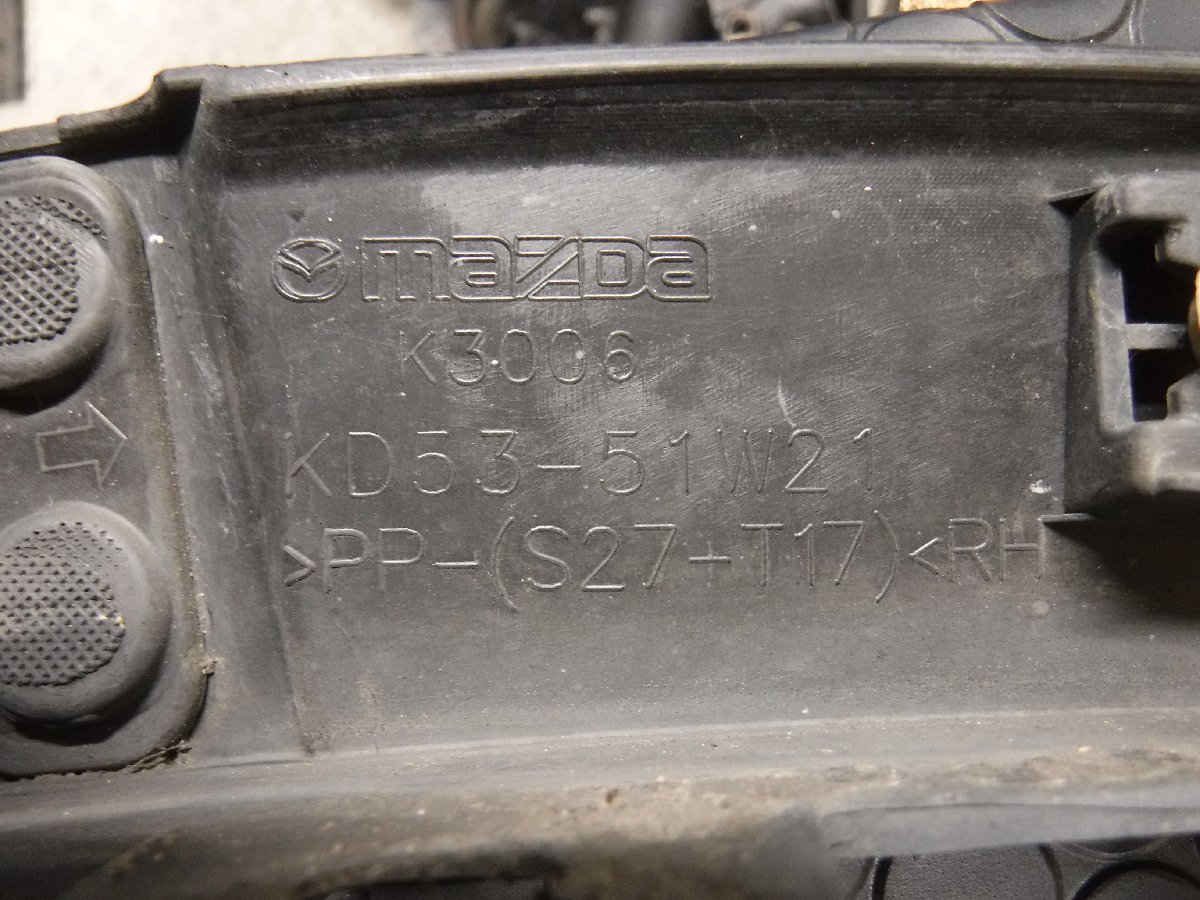 mazda
K3006
KD53-51W21
>PP-(S27+T17)<RH